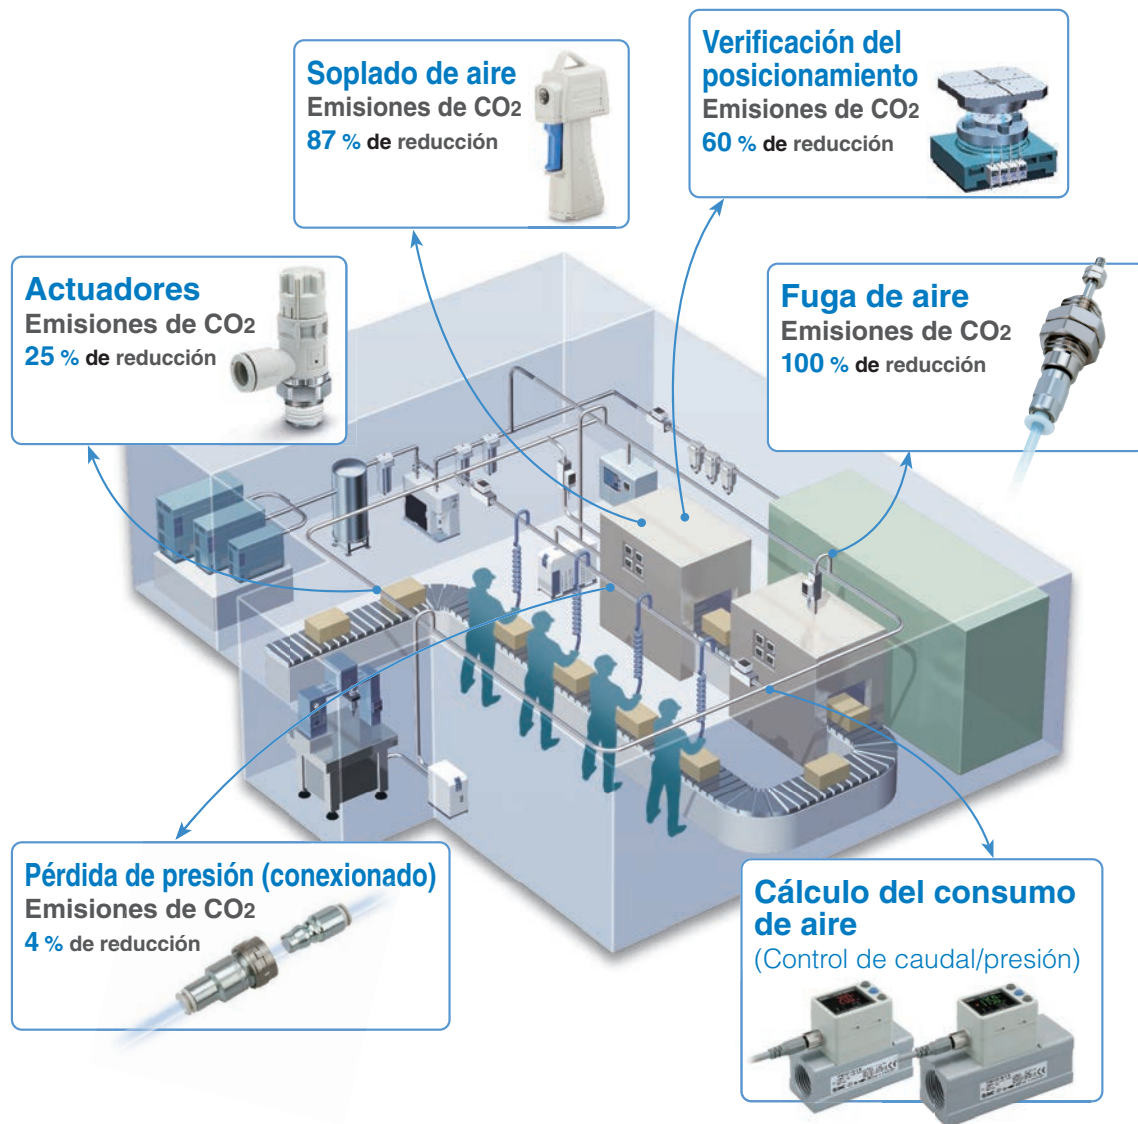 Soplado de aire
Emisiones de CO2
87 % de reducción
Verificación del
posicionamiento
Emisiones de CO2
60 % de reducción
Actuadores
Emisiones de CO2
25 % de reducción
Fuga de aire
Emisiones de CO2
100 % de reducción
Pérdida de presión (conexionado)
Emisiones de CO2
4 % de reducción
Cálculo del consumo
de aire
(Control de caudal/presión)